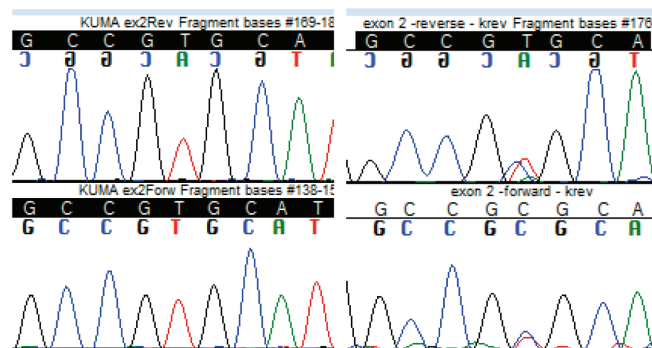 KUMA ex2Rev Fragment bases #169-18
G C C G T G C A
C G G C A C G T A
exon 2 -reverse - krev Fragment bases #176
G C C G T G C A
C G G C A C G T
KUMA ex2Forw Fragment bases #138-15
G C C G T G C A T
G C C G T G C A T
exon 2 -forward - krev
G C C G C G C A
G C C G C G C A